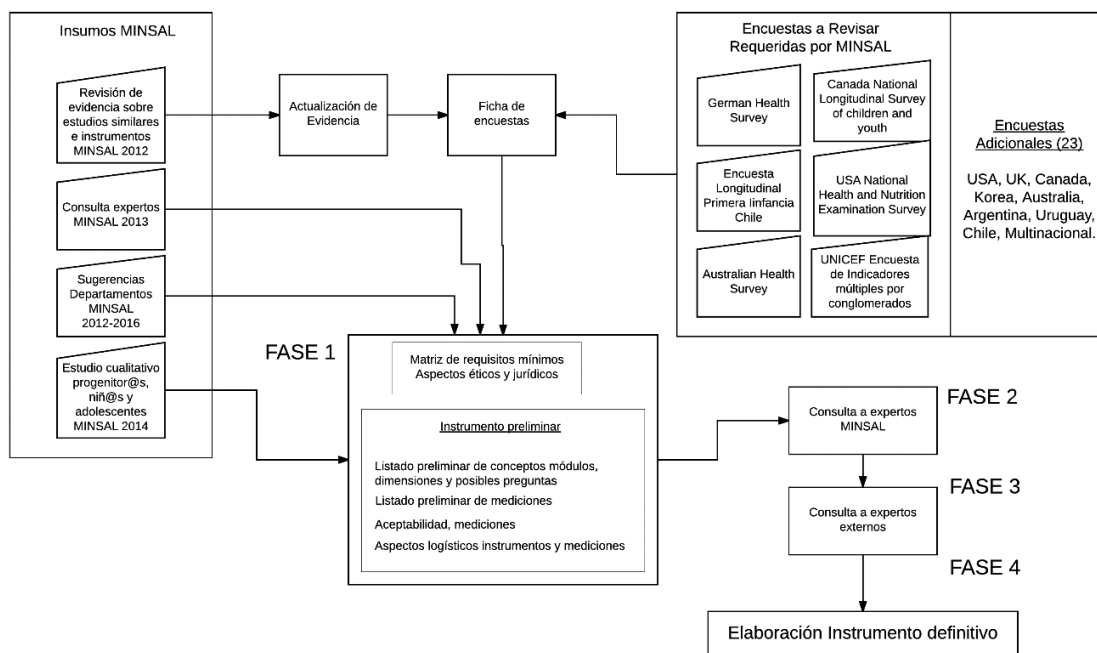 Insumos MINSAL
Revisión de
evidencia sobre
estudios similares
e instrumentos
MINSAL 2012
Consulta expertos
MINSAL 2013
Sugerencias
Departamentos
MINSAL
2012-2016
Estudio cualitativo
progenitor@s,
niñ@s y
adolescentes
MINSAL 2014
Actualización de
Evidencia
Ficha de
encuestas
Encuestas a Revisar
Requeridas por MINSAL
German Health
Survey
Canada National
Longitudinal Survey
of children and
youth
Encuesta
Longitudinal
Primera Iinfancia
Chile
USA National
Health and Nutrition
Examination Survey
Australian Health
Survey
UNICEF Encuesta
de Indicadores
múltiples por
conglomerados
Encuestas
Adicionales (23)
USA, UK, Canada,
Korea, Australia,
Argentina, Uruguay,
Chile, Multinacional.
FASE 1
Matriz de requisitos mínimos
Aspectos éticos y jurídicos
Instrumento preliminar
Listado preliminar de conceptos módulos,
dimensiones y posibles preguntas
Listado preliminar de mediciones
Aceptabilidad, mediciones
Aspectos logísticos instrumentos y mediciones
FASE 2
Consulta a expertos
MINSAL
FASE 3
Consulta a expertos
externos
FASE 4
Elaboración Instrumento definitivo